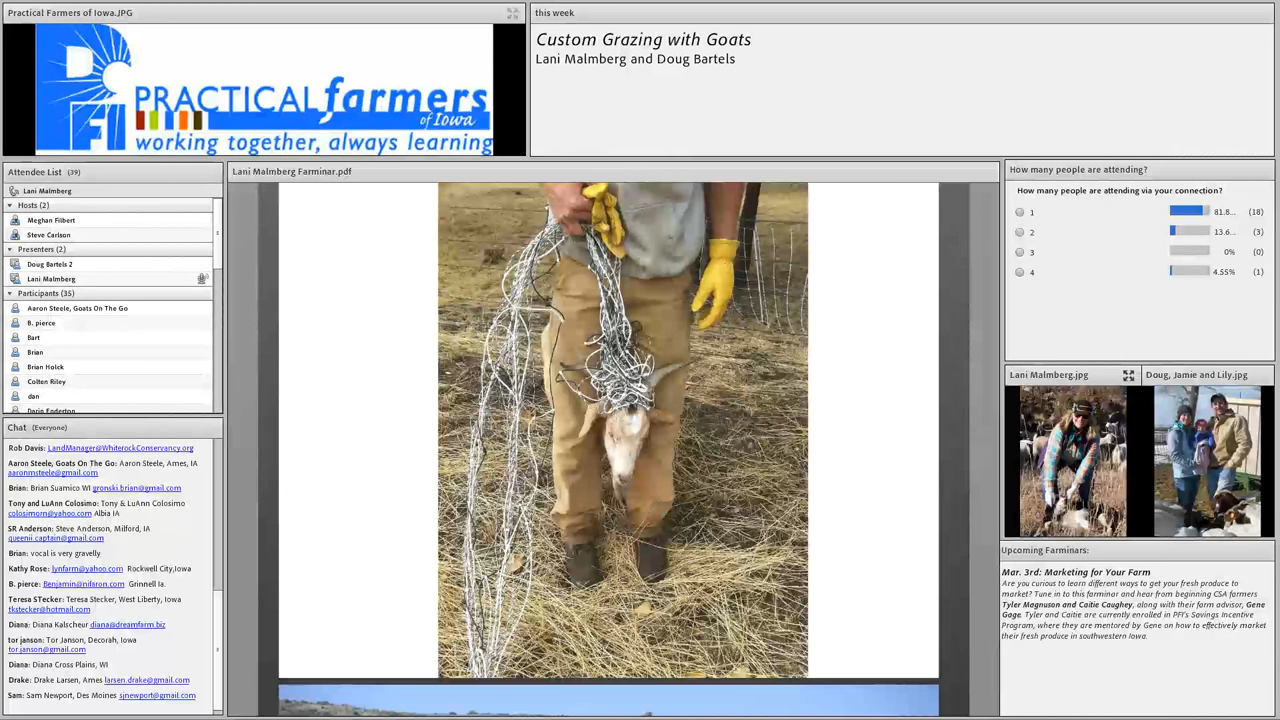 Practical Farmers of Iowa.JPG
PFI
PRACTICAL farmers
of Iowa
working together, always learning
this week
Custom Grazing with Goats
Lani Malmberg and Doug Bartels
Attendee List (39)
Lani Malmberg
Hosts (2)
Meghan Filbert
Steve Carlson
Presenters (2)
Doug Bartels 2
Lani Malmberg
Participants (35)
Aaron Steele, Goats On The Go
B. pierce
Bart
Brian
Brian Holck
Colten Riley
dan
Darin Enderton
Chat (Everyone)
Rob Davis: LandManager@WhiterockConservancy.org
Aaron Steele, Goats On The Go: Aaron Steele, Ames, IA
aaronmsteele@gmail.com
Brian: Brian Suamico WI gronski.brian@gmail.com
Tony and LuAnn Colosimo: Tony & LuAnn Colosimo
colosimorn@yahoo.com Albia IA
SR Anderson: Steve Anderson, Milford, IA
queenii.captain@gmail.com
Brian: vocal is very gravelly
Kathy Rose: lynfarm@yahoo.com Rockwell City,Iowa
B. pierce: Benjamin@nifaron.com Grinnell Ia.
Teresa STecker: Teresa Stecker, West Liberty, Iowa
tkstecker@hotmail.com
Diana: Diana Kalscheur diana@dreamfarm.biz
tor janson: Tor Janson, Decorah, Iowa
tor.janson@gmail.com
Diana: Diana Cross Plains, WI
Drake: Drake Larsen, Ames larsen.drake@gmail.com
Sam: Sam Newport, Des Moines sjnewport@gmail.com
Lani Malmberg Farminar.pdf
How many people are attending?
How many people are attending via your connection?
1 81.8... (18)
2 13.6... (3)
3 0% (0)
4 4.55% (1)
Lani Malmberg.jpg
Doug, Jamie and Lily.jpg
Upcoming Farminars:
Mar. 3rd: Marketing for Your Farm
Are you curious to learn different ways to get your fresh produce to
market? Tune in to this farminar and hear from beginning CSA farmers
Tyler Magnuson and Caitie Caughey, along with their farm advisor, Gene
Gage. Tyler and Caitie are currently enrolled in PFI's Savings Incentive
Program, where they are mentored by Gene on how to effectively market
their fresh produce in southwestern Iowa.